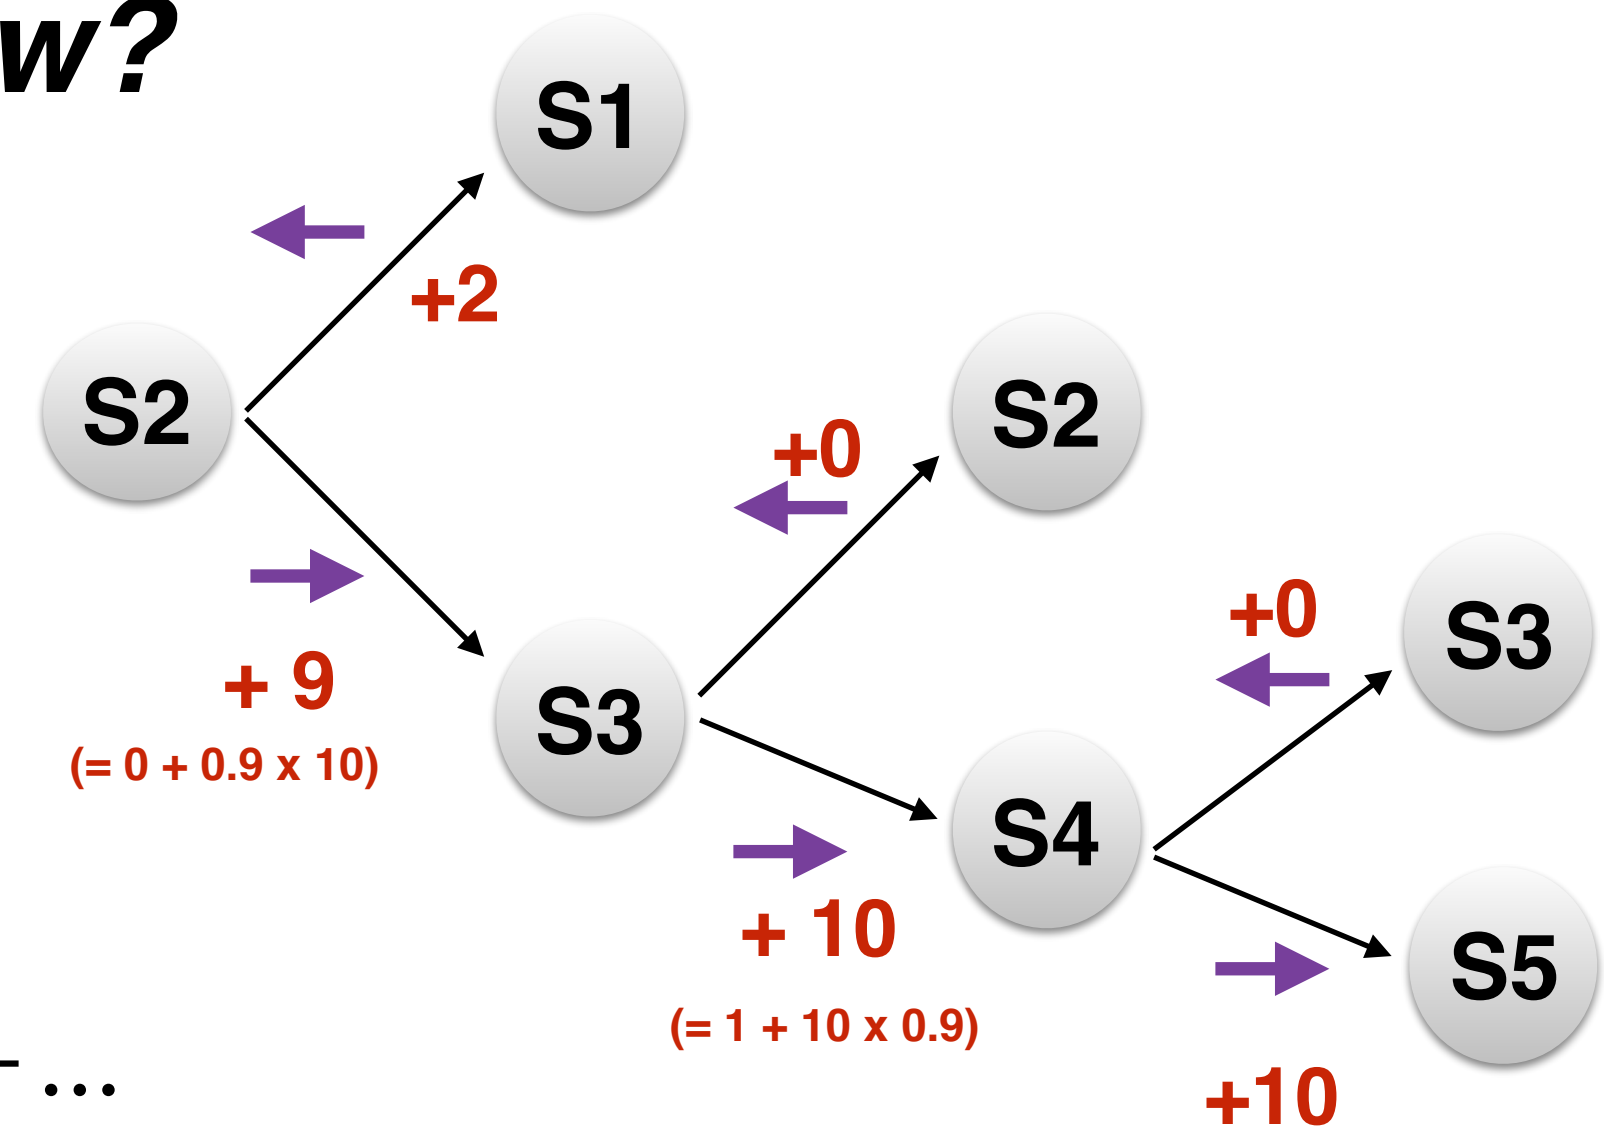 w?
S1
+2
S2
+0
S2
+0
S3
+ 9
(= 0 + 0.9 x 10)
S3
S4
+ 10
(= 1 + 10 x 0.9)
S5
+10
...